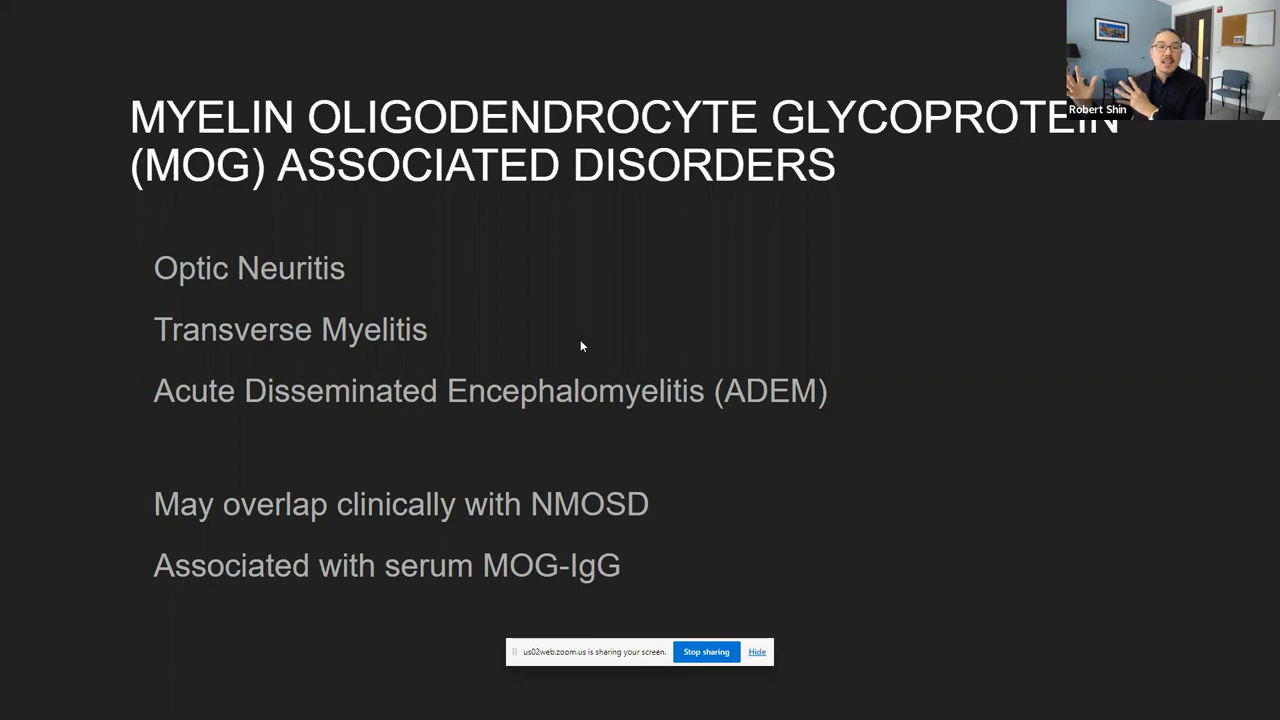 MYELIN OLIGODENDROCYTE GLYCOPROTEIN
(MOG) ASSOCIATED DISORDERS
Robert Shin
Optic Neuritis
Transverse Myelitis
Acute Disseminated Encephalomyelitis (ADEM)
May overlap clinically with NMOSD
Associated with serum MOG-IgG
us02web.zoom.us is sharing your screen. Stop sharing Hide